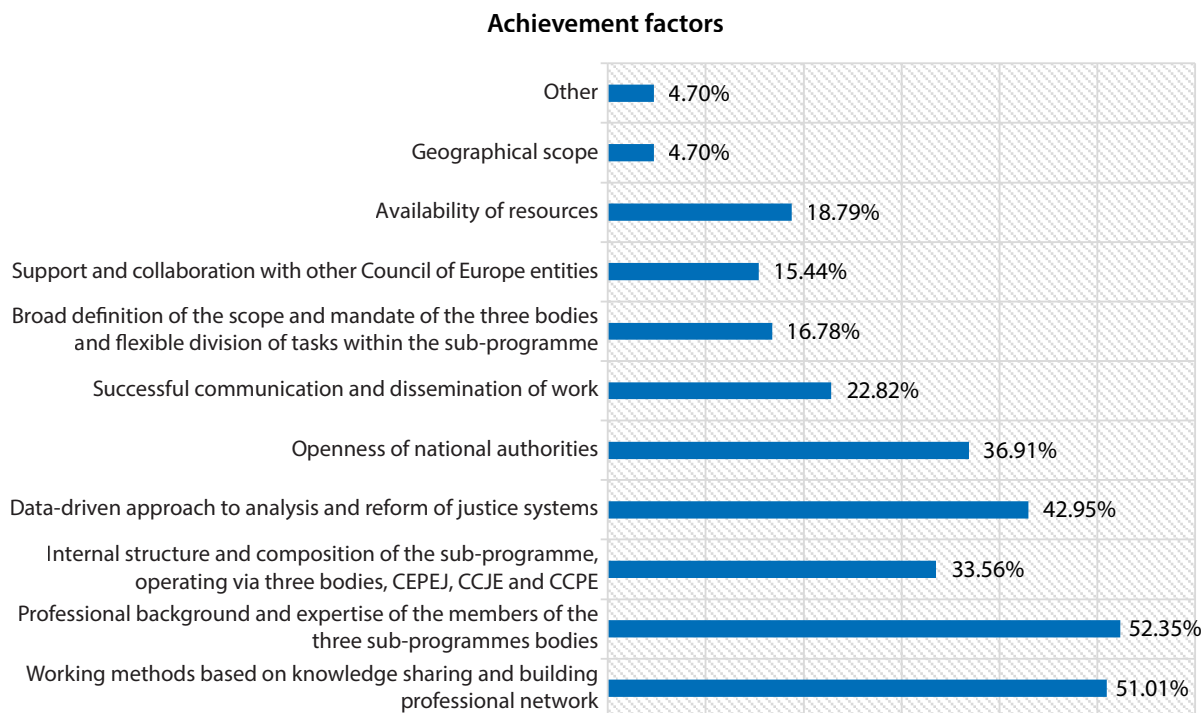 Achievement factors
Other
4.70%
Geographical scope
4.70%
Availability of resources
18.79%
Support and collaboration with other Council of Europe entities
15.44%
Broad definition of the scope and mandate of the three bodies
and flexible division of tasks within the sub-programme
16.78%
Successful communication and dissemination of work
22.82%
Openness of national authorities
36.91%
Data-driven approach to analysis and reform of justice systems
42.95%
Internal structure and composition of the sub-programme,
operating via three bodies, CEPEJ, CCJE and CCPE
33.56%
Professional background and expertise of the members of the
three sub-programmes bodies
52.35%
Working methods based on knowledge sharing and building
professional network
51.01%